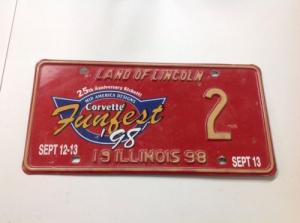 LAND OF LINCOLN
25th Anniversary Rickett!
MID AMERICA DESIGNS
Corvette
Funfest
'98
2
SEPT 12-13
19 ILLINOIS 98
SEPT 13